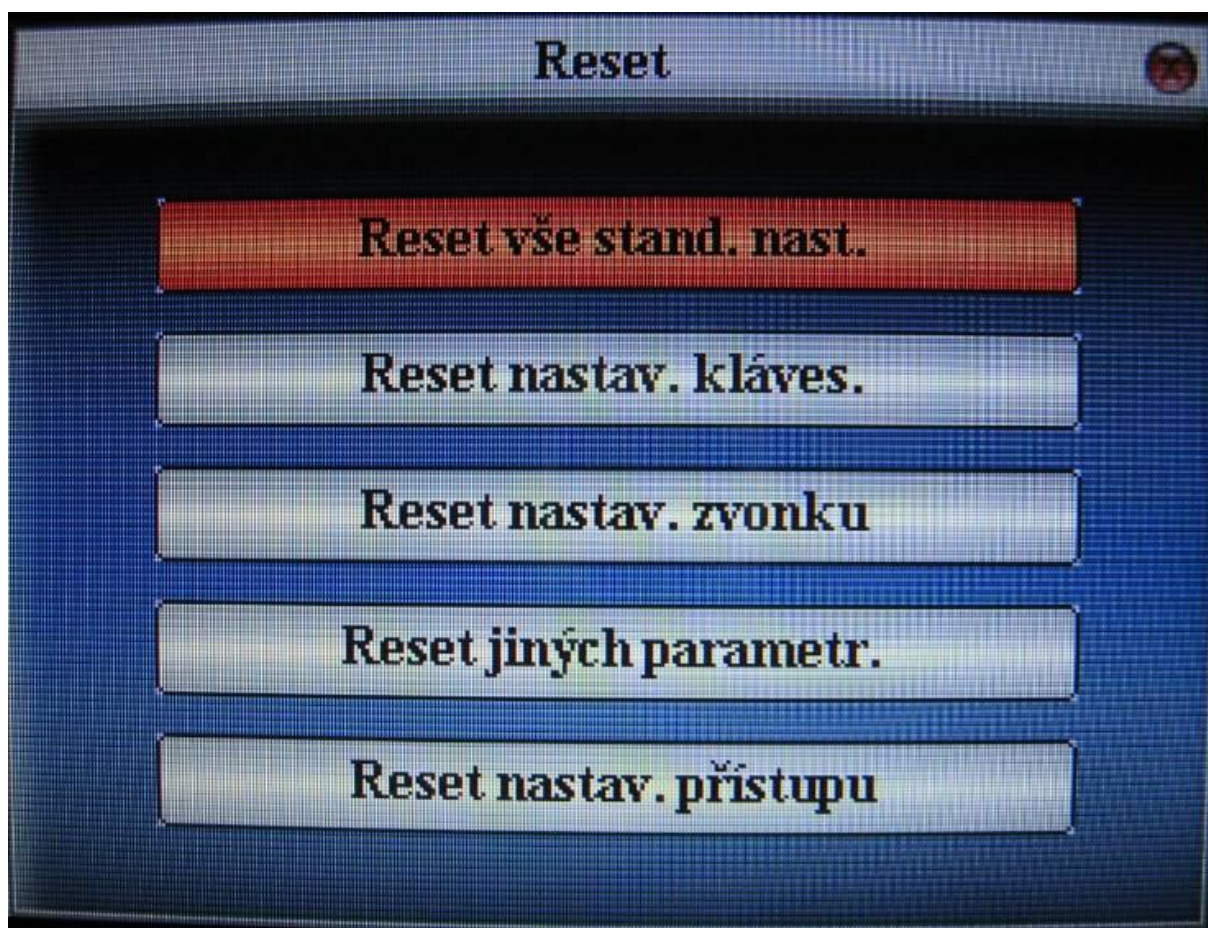 Reset
Reset vše stand. nast.
Reset nastav. kláves.
Reset nastav. zvonku
Reset jiných parametr.
Reset nastav. přístupu